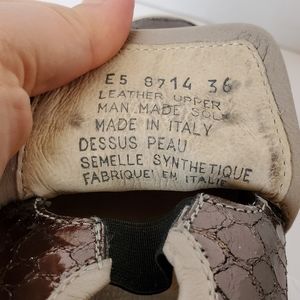 E5 8714 36
LEATHER UPPER
MAN MADE SOLE
MADE IN ITALY
DESSUS PEAU
SEMELLE SYNTHETIQUE
FABRIQUE' EN ITALIE